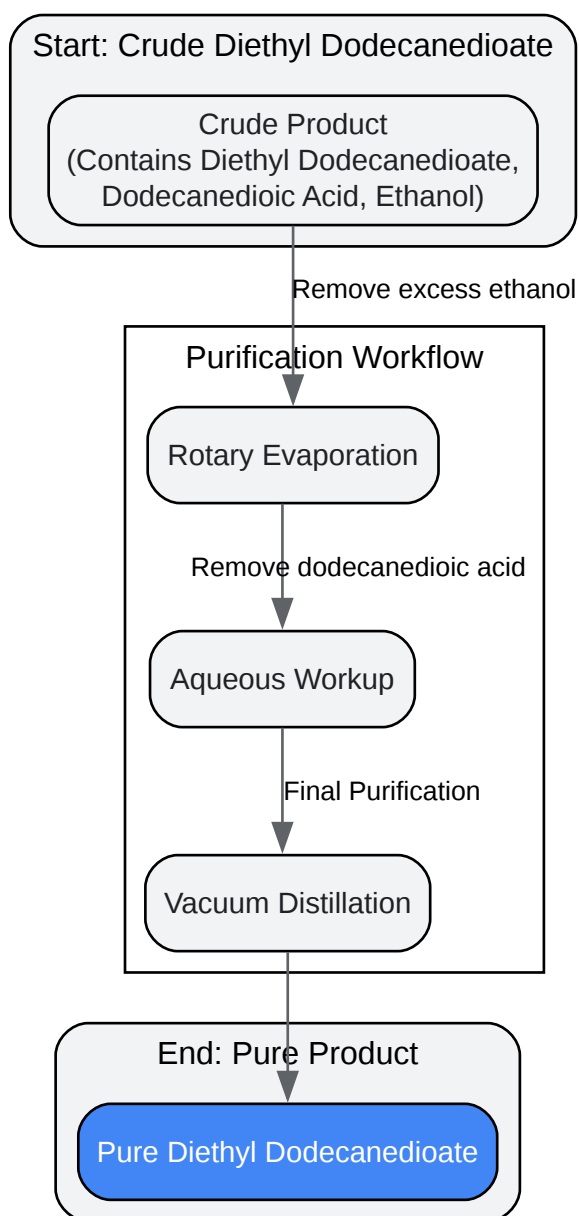 Start: Crude Diethyl Dodecanedioate
Crude Product
(Contains Diethyl Dodecanedioate,
Dodecanedioic Acid, Ethanol)
Remove excess ethanol
Purification Workflow
Rotary Evaporation
Remove dodecanedioic acid
Aqueous Workup
Final Purification
Vacuum Distillation
End: Pure Product
Pure Diethyl Dodecanedioate